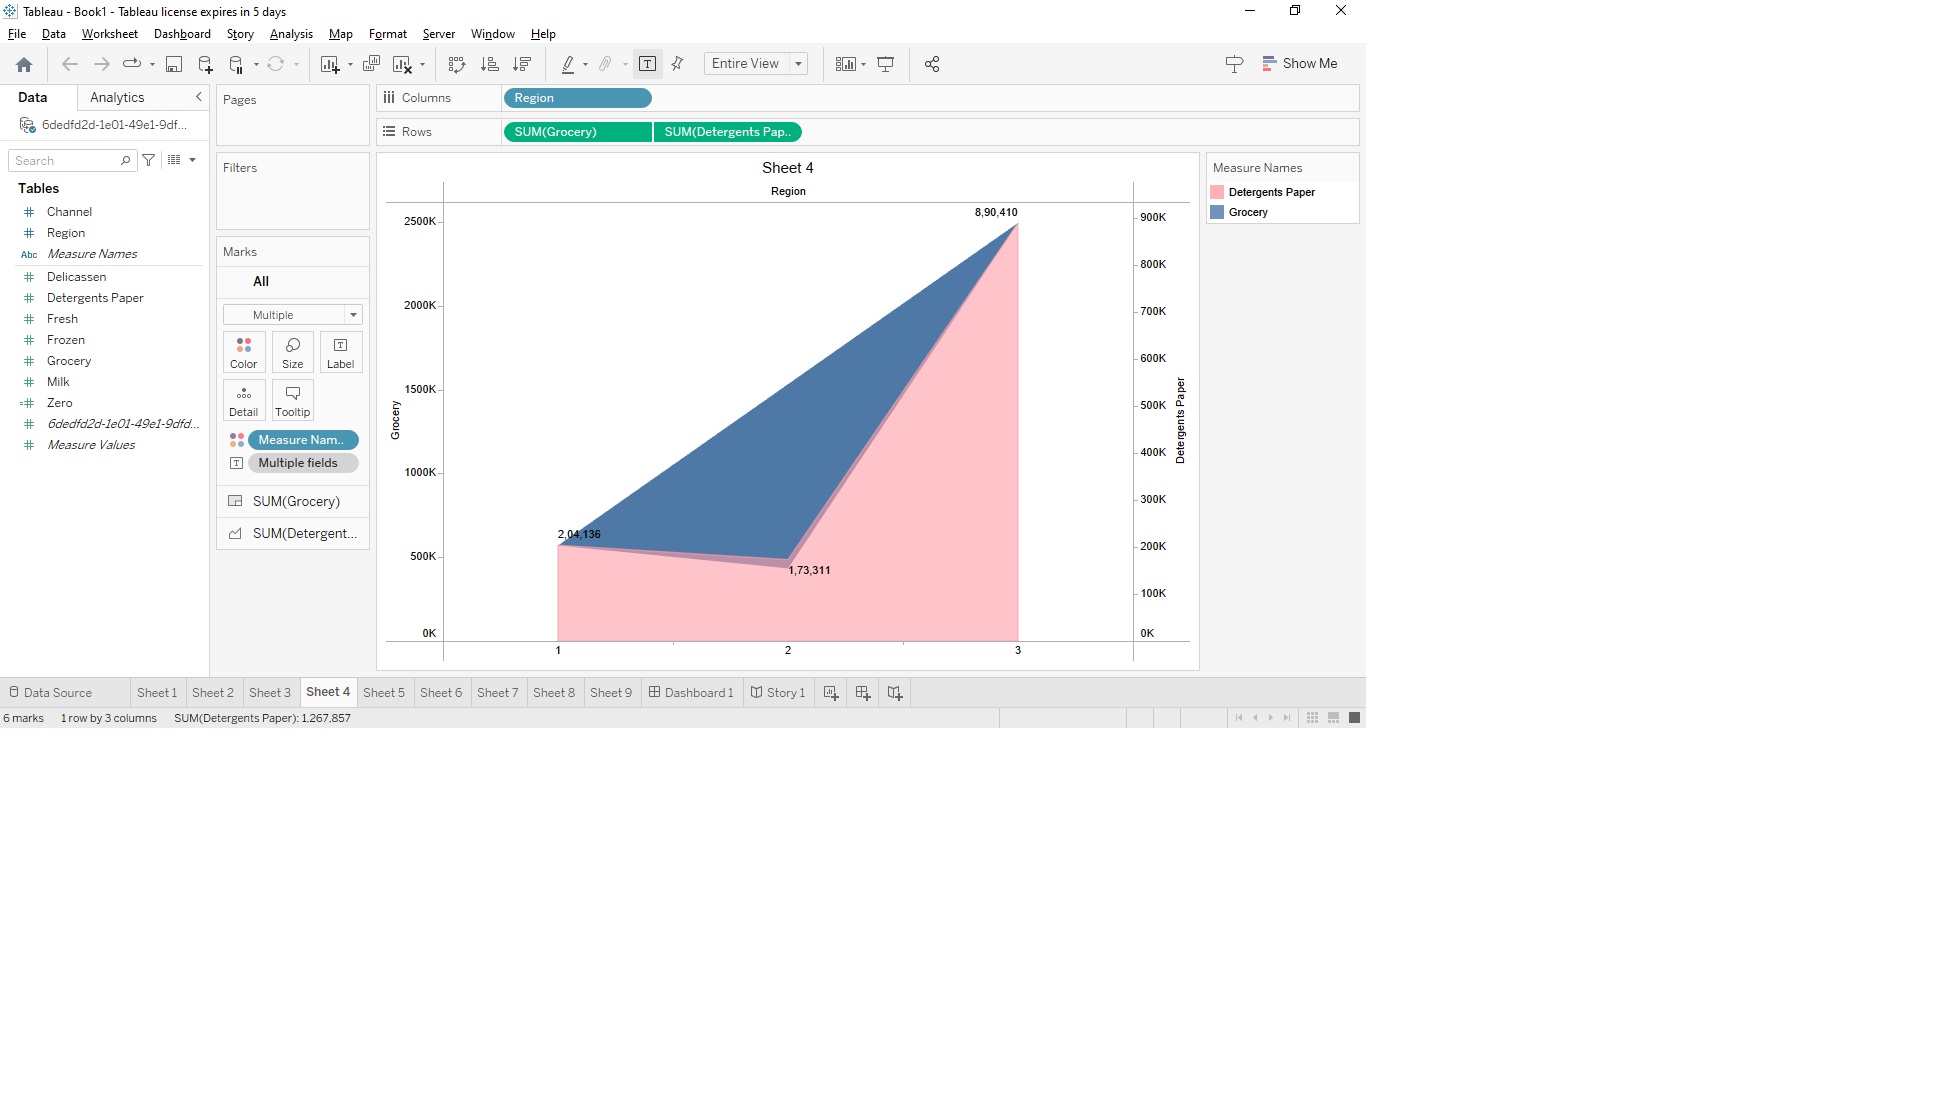 Tableau - Book1 - Tableau license expires in 5 days
File Data Worksheet Dashboard Story Analysis Map Format Server Window Help
Entire View
Show Me
Data Analytics
6dedfd2d-1e01-49e1-9df...
Search
Tables
Channel
Region
Abc Measure Names
Delicassen
Detergents Paper
Fresh
Frozen
Grocery
Milk
Zero
6dedfd2d-1e01-49e1-9dfd...
Measure Values
Pages
Filters
Marks
All
Multiple
Color Size Label
Detail Tooltip
Measure Nam..
Multiple fields
SUM(Grocery)
SUM(Detergent...
Columns Region
Rows SUM(Grocery) SUM(Detergents Pap..
Sheet 4
Region
Grocery
2500K
2000K
1500K
1000K
500K
0K
8,90,410
2,04,136
1,73,311
1 2 3
900K
800K
700K
600K
500K
400K
300K
200K
100K
0K
Detergents Paper
Measure Names
Detergents Paper
Grocery
Data Source Sheet 1 Sheet 2 Sheet 3 Sheet 4 Sheet 5 Sheet 6 Sheet 7 Sheet 8 Sheet 9 Dashboard 1 Story 1
6 marks 1 row by 3 columns SUM(Detergents Paper): 1,267,857